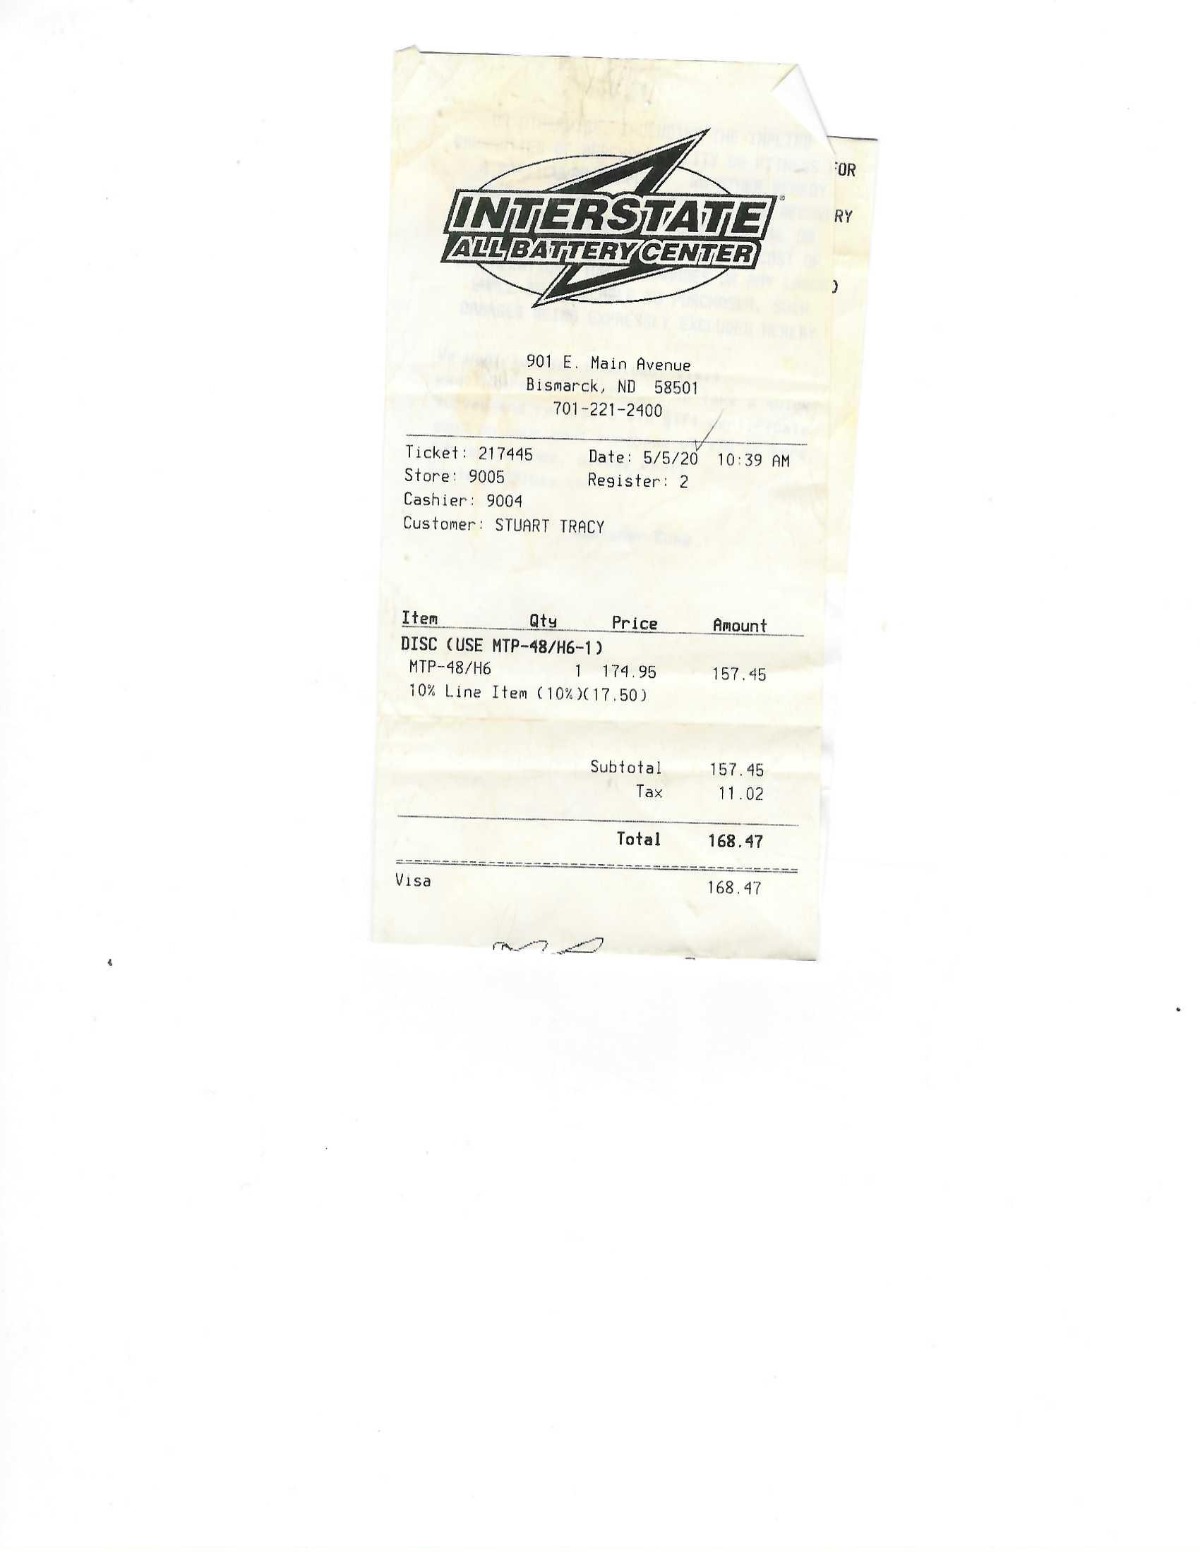 INTERSTATE
ALL BATTERY CENTER
FOR
RY
)
901 E. Main Avenue
Bismarck, ND 58501
701-221-2400
Ticket: 217445 Date: 5/5/20 10:39 AM
Store: 9005 Register: 2
Cashier: 9004
Customer: STUART TRACY
Item Qty Price Amount
DISC (USE MTP-48/H6-1)
MTP-48/H6 1 174.95 157.45
10% Line Item (10%)(17.50)
Subtotal 157.45
Tax 11.02
Total 168.47
Visa 168.47